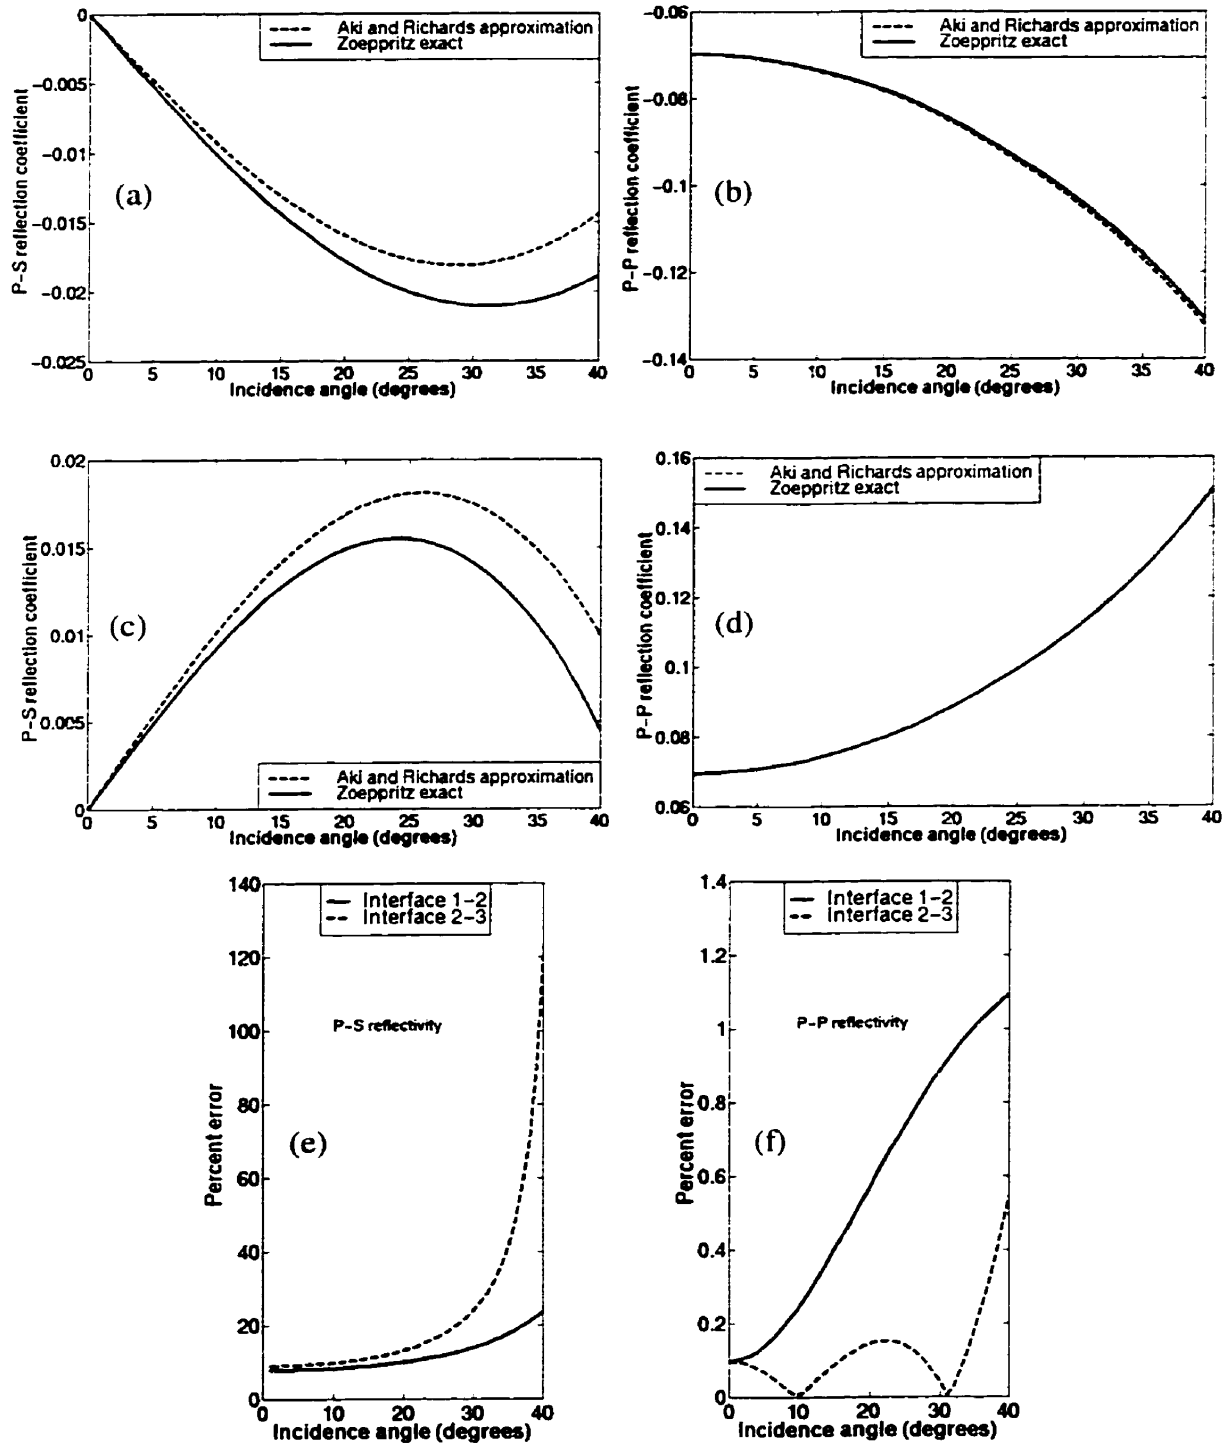 0
-0.005
-0.01
-0.015
-0.02
-0.025
P-S reflection coefficient
Aki and Richards approximation
Zoeppritz exact
(a)
0 5 10 15 20 25 30 35 40
Incidence angle (degrees)
-0.06
-0.08
-0.1
-0.12
-0.14
P-P reflection coefficient
Aki and Richards approximation
Zoeppritz exact
(b)
0 5 10 15 20 25 30 35 40
Incidence angle (degrees)
0.02
0.015
0.01
0.005
0
P-S reflection coefficient
(c)
Aki and Richards approximation
Zoeppritz exact
0 5 10 15 20 25 30 35 40
Incidence angle (degrees)
0.16
0.14
0.12
0.1
0.08
0.06
P-P reflection coefficient
Aki and Richards approximation
Zoeppritz exact
(d)
0 5 10 15 20 25 30 35 40
Incidence angle (degrees)
140
120
100
80
60
40
20
0
Percent error
Interface 1-2
Interface 2-3
P-S reflectivity
(e)
0 10 20 30 40
Incidence angle (degrees)
1.4
1.2
1
0.8
0.6
0.4
0.2
0
Percent error
Interface 1-2
Interface 2-3
P-P reflectivity
(f)
0 10 20 30 40
Incidence angle (degrees)